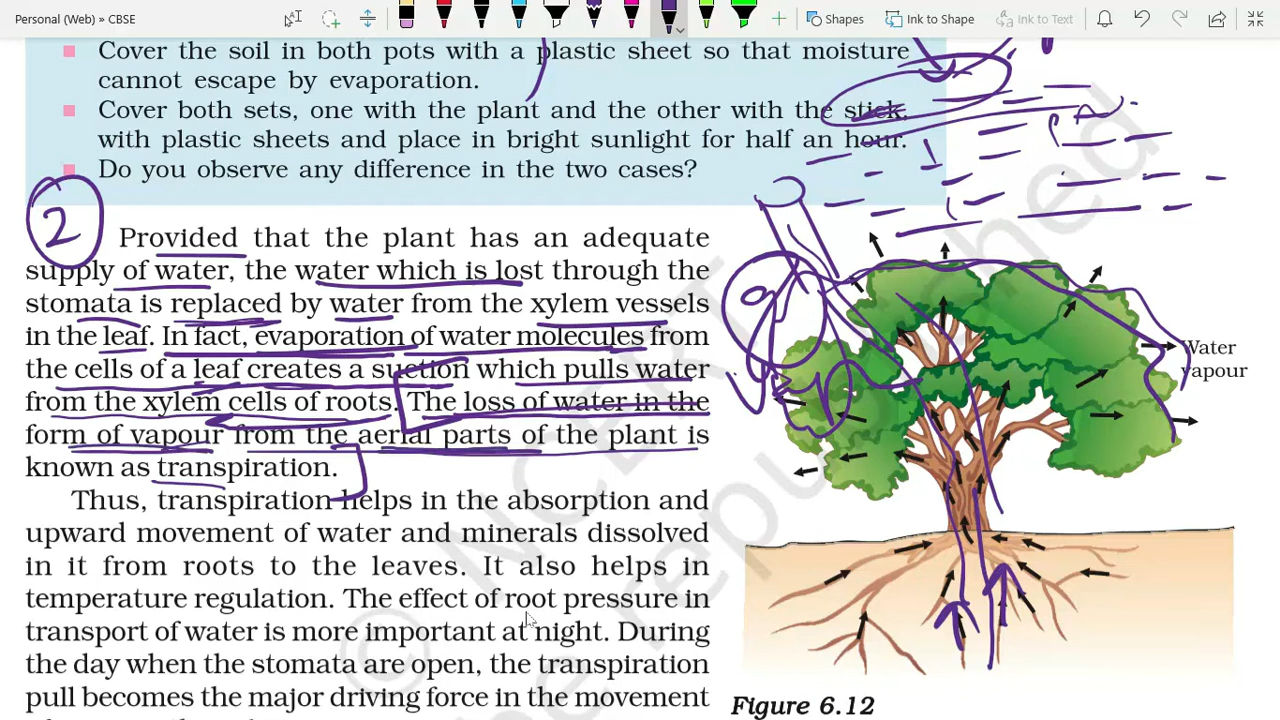 Personal (Web) » CBSE
Shapes
Ink to Shape
Ink to Text
Cover the soil in both pots with a plastic sheet so that moisture
cannot escape by evaporation.
Cover both sets, one with the plant and the other with the stick,
with plastic sheets and place in bright sunlight for half an hour.
Do you observe any difference in the two cases?
2
Provided that the plant has an adequate
supply of water, the water which is lost through the
stomata is replaced by water from the xylem vessels
in the leaf. In fact, evaporation of water molecules from
the cells of a leaf creates a suction which pulls water
from the xylem cells of roots. The loss of water in the
form of vapour from the aerial parts of the plant is
known as transpiration.
Thus, transpiration helps in the absorption and
upward movement of water and minerals dissolved
in it from roots to the leaves. It also helps in
temperature regulation. The effect of root pressure in
transport of water is more important at night. During
the day when the stomata are open, the transpiration
pull becomes the major driving force in the movement
Water
vapour
Figure 6.12
© NCERT
republished